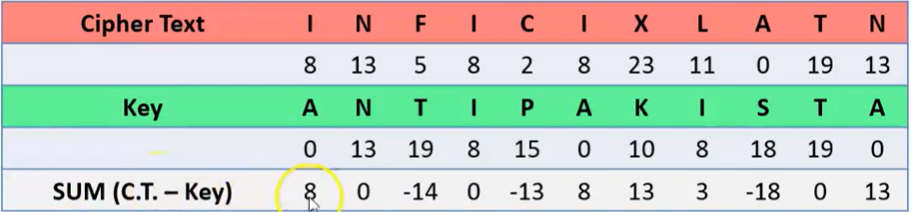 Cipher Text I N F I C I X L A T N
8 13 5 8 2 8 23 11 0 19 13
Key A N T I P A K I S T A
0 13 19 8 15 0 10 8 18 19 0
SUM (C.T. – Key) 8 0 -14 0 -13 8 13 3 -18 0 13